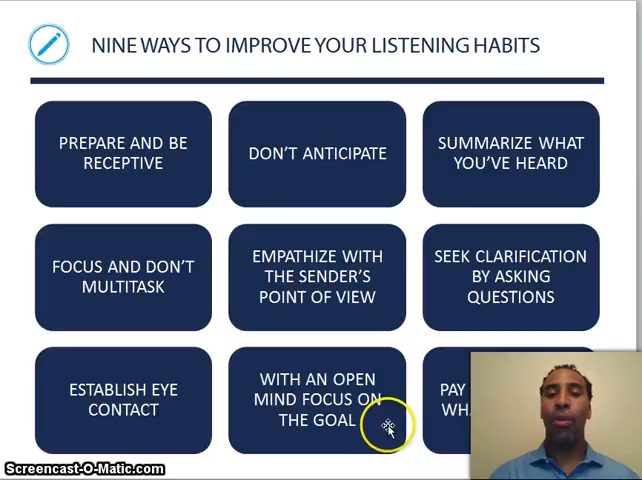 NINE WAYS TO IMPROVE YOUR LISTENING HABITS
PREPARE AND BE
RECEPTIVE
DON'T ANTICIPATE
SUMMARIZE WHAT
YOU'VE HEARD
FOCUS AND DON'T
MULTITASK
EMPATHIZE WITH
THE SENDER'S
POINT OF VIEW
SEEK CLARIFICATION
BY ASKING
QUESTIONS
ESTABLISH EYE
CONTACT
WITH AN OPEN
MIND FOCUS ON
THE GOAL
PAY
Screencast-O-Matic.com